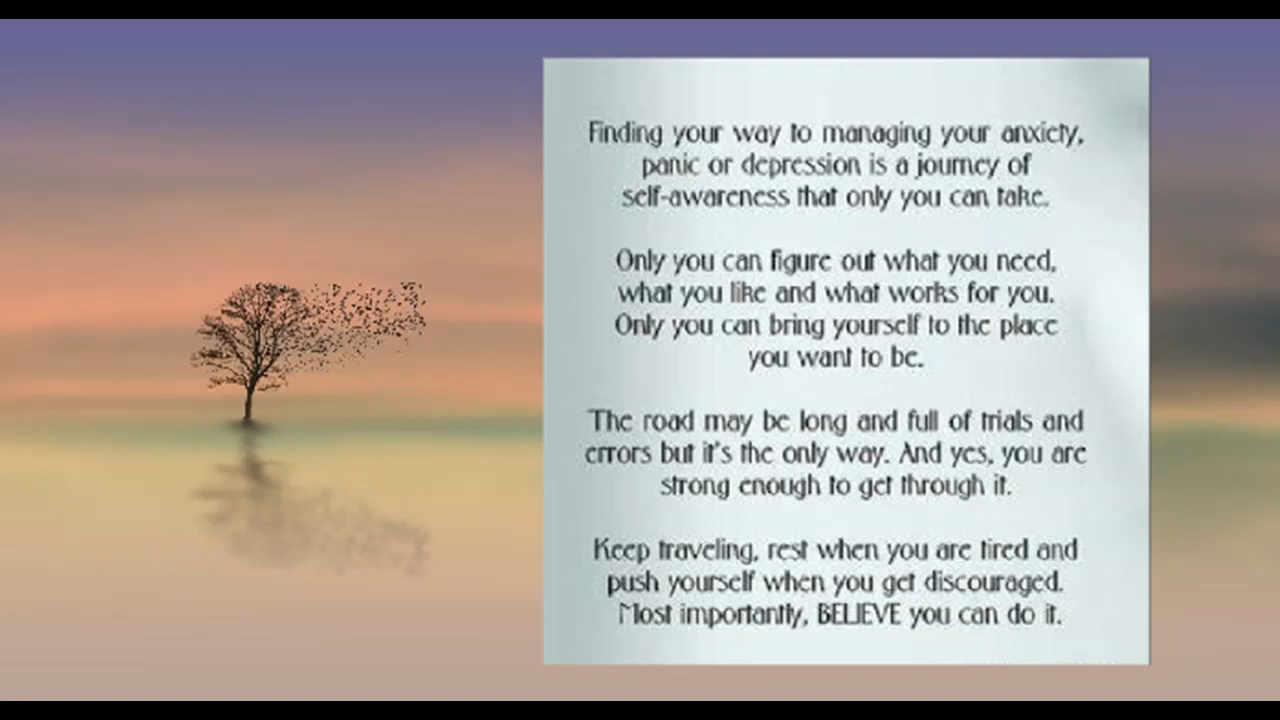 Finding your way to managing your anxiety,
panic or depression is a journey of
self-awareness that only you can take.
Only you can figure out what you need,
what you like and what works for you.
Only you can bring yourself to the place
you want to be.
The road may be long and full of trials and
errors but it's the only way. And yes, you are
strong enough to get through it.
Keep traveling, rest when you are tired and
push yourself when you get discouraged.
Most importantly, BELIEVE you can do it.